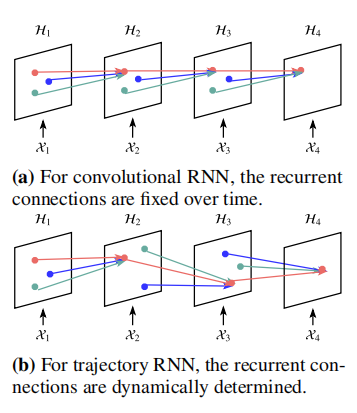 H₁ H₂ H₃ H₄
X₁ X₂ X₃ X₄
(a) For convolutional RNN, the recurrent
connections are fixed over time.
H₁ H₂ H₃ H₄
X₁ X₂ X₃ X₄
(b) For trajectory RNN, the recurrent con-
nections are dynamically determined.